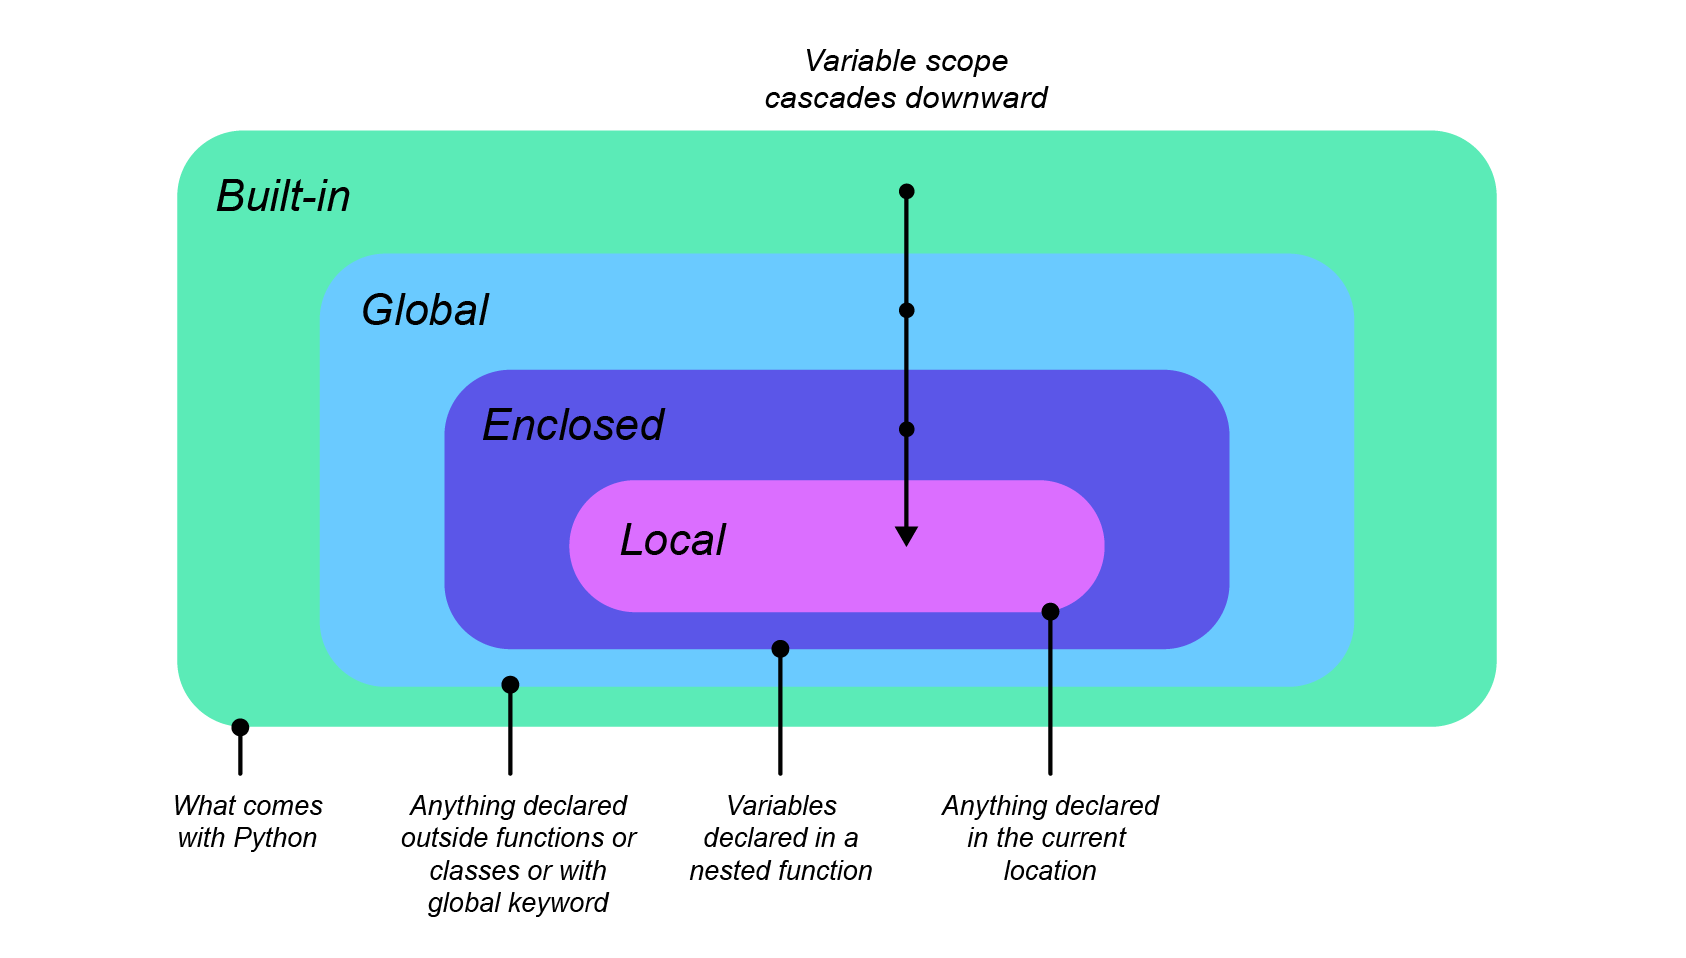 Variable scope
cascades downward
Built-in
Global
Enclosed
Local
What comes
with Python
Anything declared
outside functions or
classes or with
global keyword
Variables
declared in a
nested function
Anything declared
in the current
location